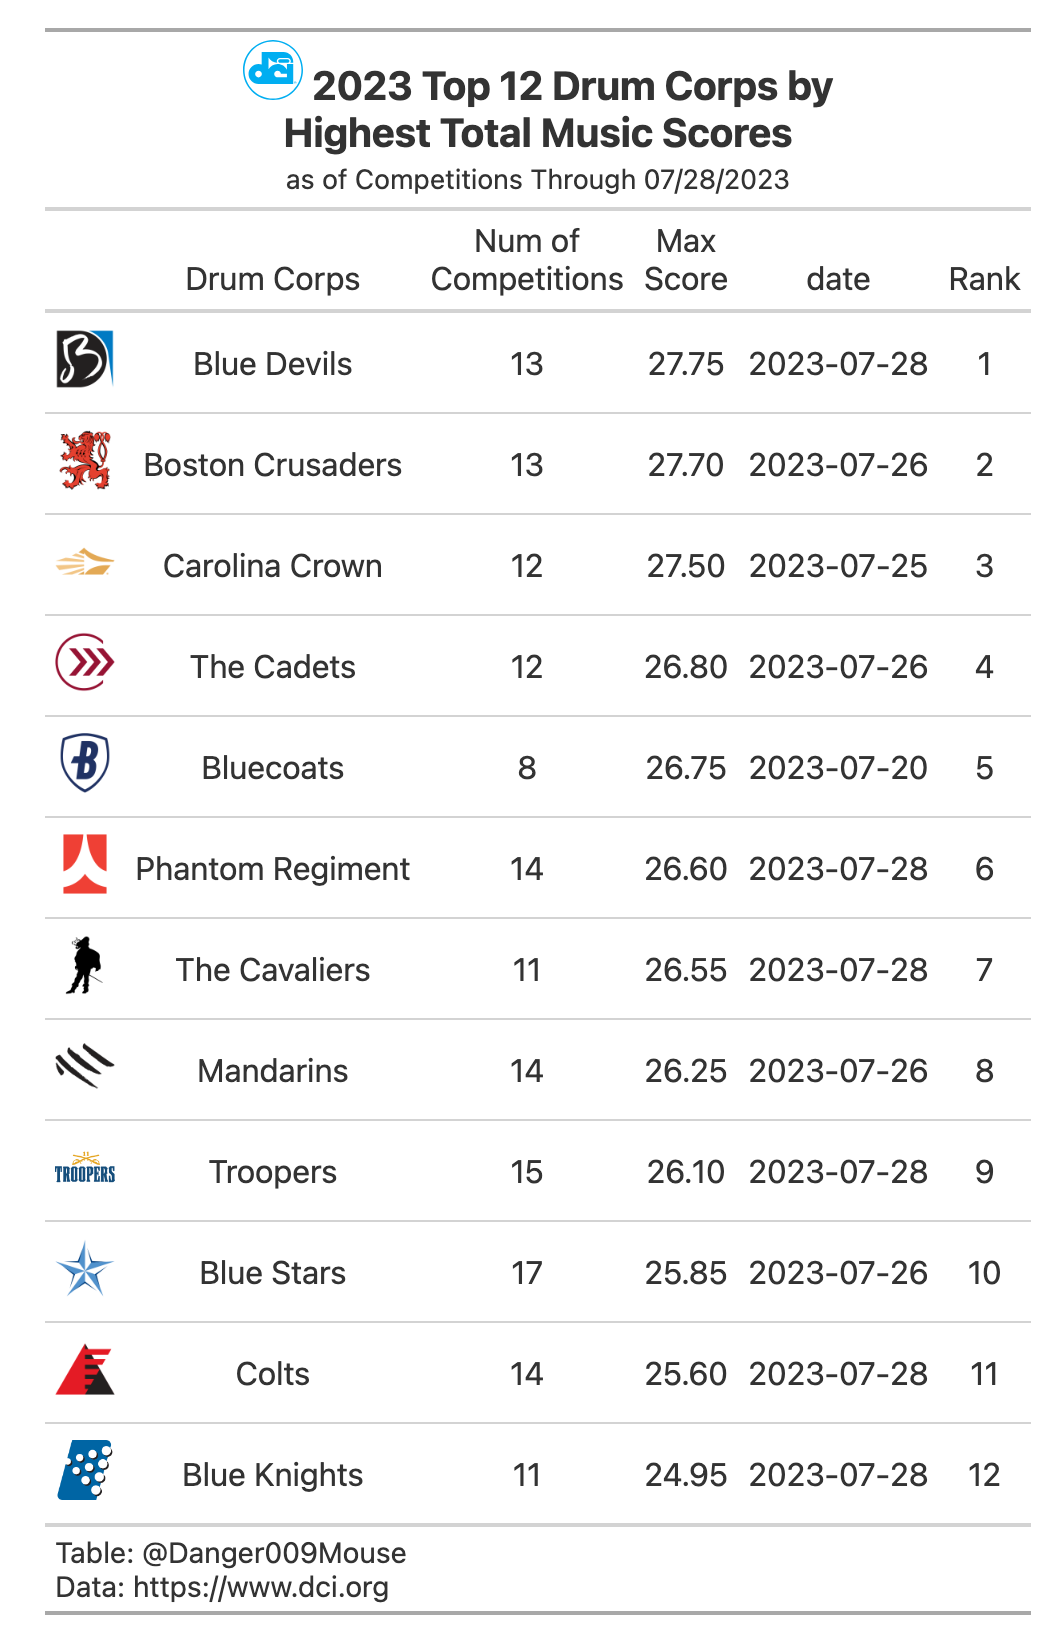 dci 2023 Top 12 Drum Corps by
Highest Total Music Scores
as of Competitions Through 07/28/2023
Drum Corps Num of Competitions Max Score date Rank
Blue Devils 13 27.75 2023-07-28 1
Boston Crusaders 13 27.70 2023-07-26 2
Carolina Crown 12 27.50 2023-07-25 3
The Cadets 12 26.80 2023-07-26 4
Bluecoats 8 26.75 2023-07-20 5
Phantom Regiment 14 26.60 2023-07-28 6
The Cavaliers 11 26.55 2023-07-28 7
Mandarins 14 26.25 2023-07-26 8
TROOPERS Troopers 15 26.10 2023-07-28 9
Blue Stars 17 25.85 2023-07-26 10
Colts 14 25.60 2023-07-28 11
Blue Knights 11 24.95 2023-07-28 12
Table: @Danger009Mouse
Data: https://www.dci.org